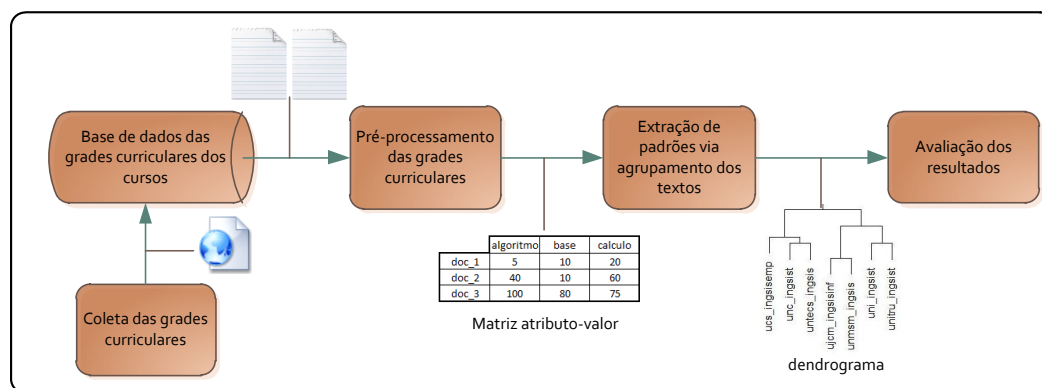 Base de dados das
grades curriculares dos
cursos
Pré-processamento
das grades
curriculares
Extração de
padrões via
agrupamento dos
textos
Avaliação dos
resultados
Coleta das grades
curriculares
algoritmo base calculo
doc_1 5 10 20
doc_2 40 10 60
doc_3 100 80 75
Matriz atributo-valor
ucs_ingsisemp
unc_ingsist
untecs_ingsis
ujcm_ingsisinf
unmsm_ingsis
uni_ingsist
unitru_ingsist
dendrograma